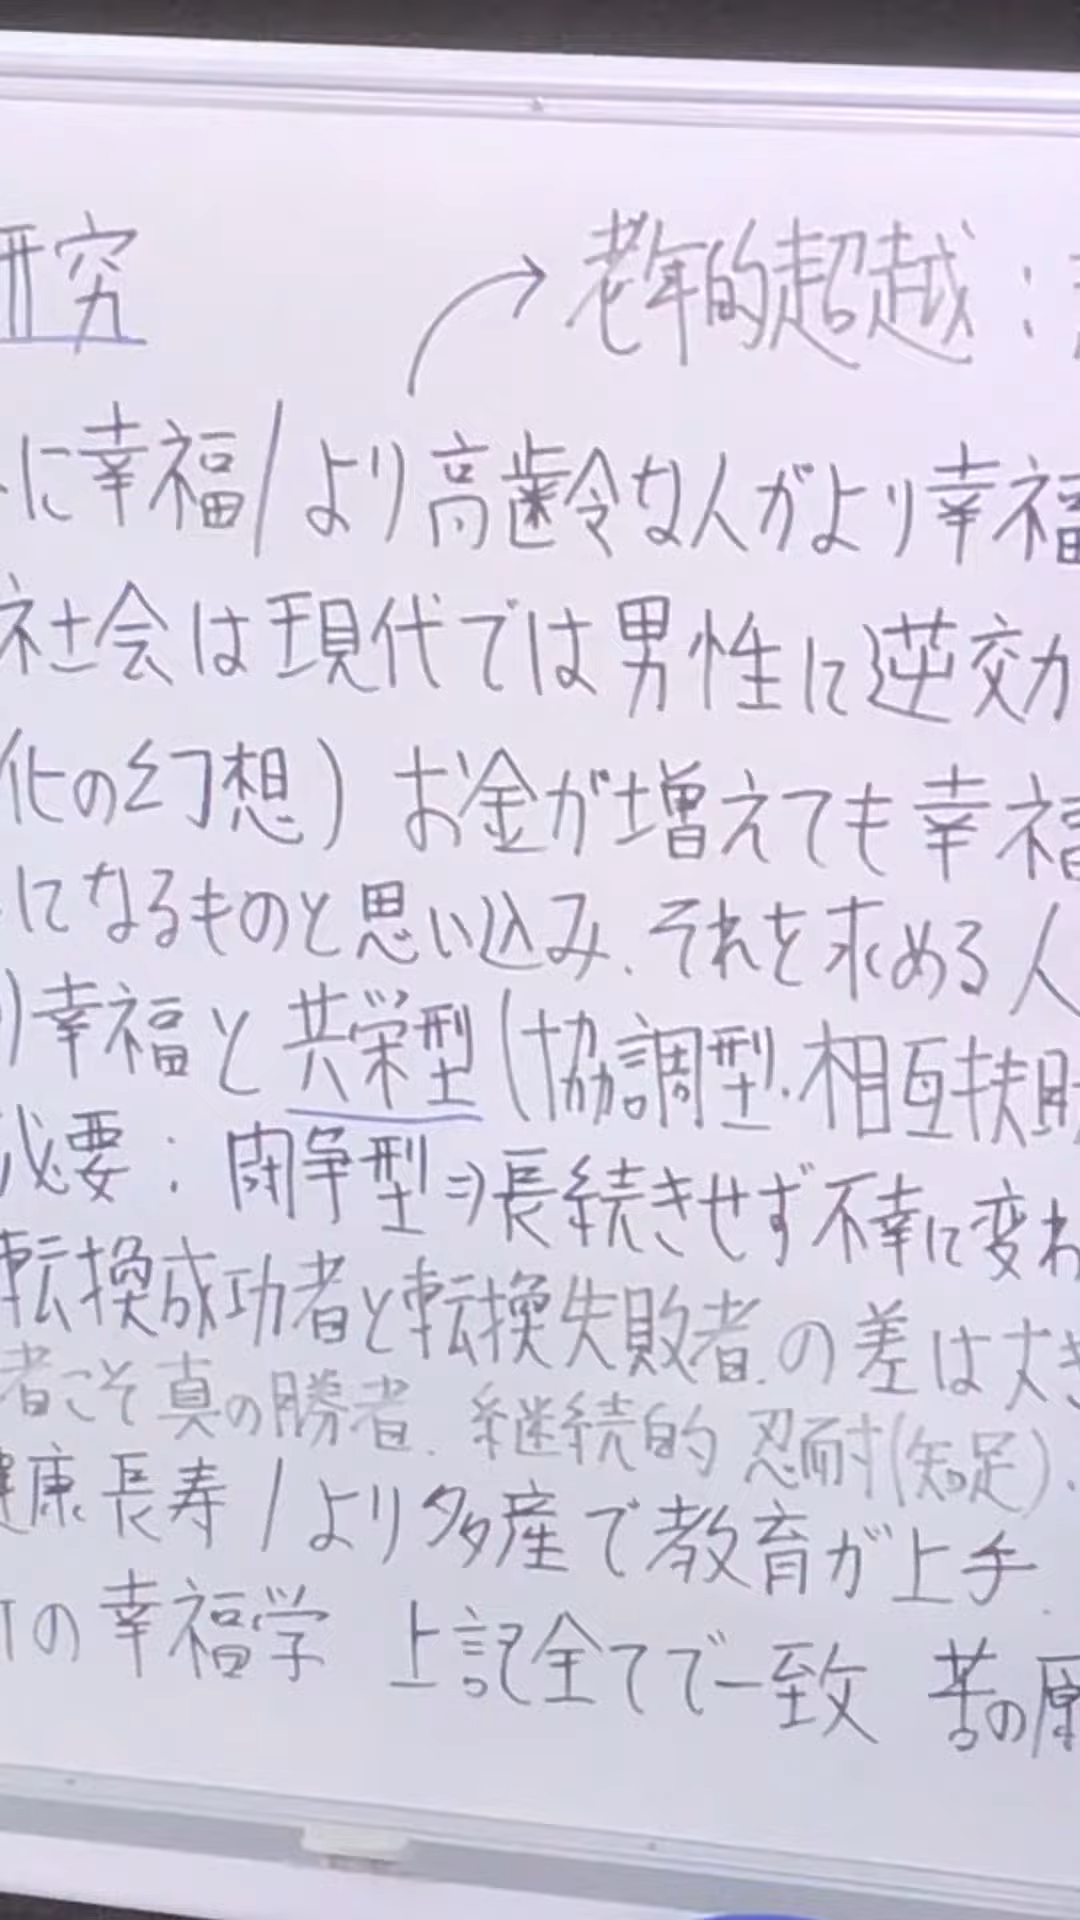 研究
老年的超越：
に幸福/より高齢な人がより幸福
社会は現代では男性に逆効
化の幻想) お金が増えても幸福
になるものと思い込み、それを求める人
)幸福と共栄型(協調型・相互扶助
必要：闘争型⇒長続きせず不幸に変わ
転換成功者と転換失敗者の差は大き
者こそ真の勝者、継続的忍耐(知足)、
健康長寿/より多産で教育が上手
の幸福学 上記全てで一致 苦の原